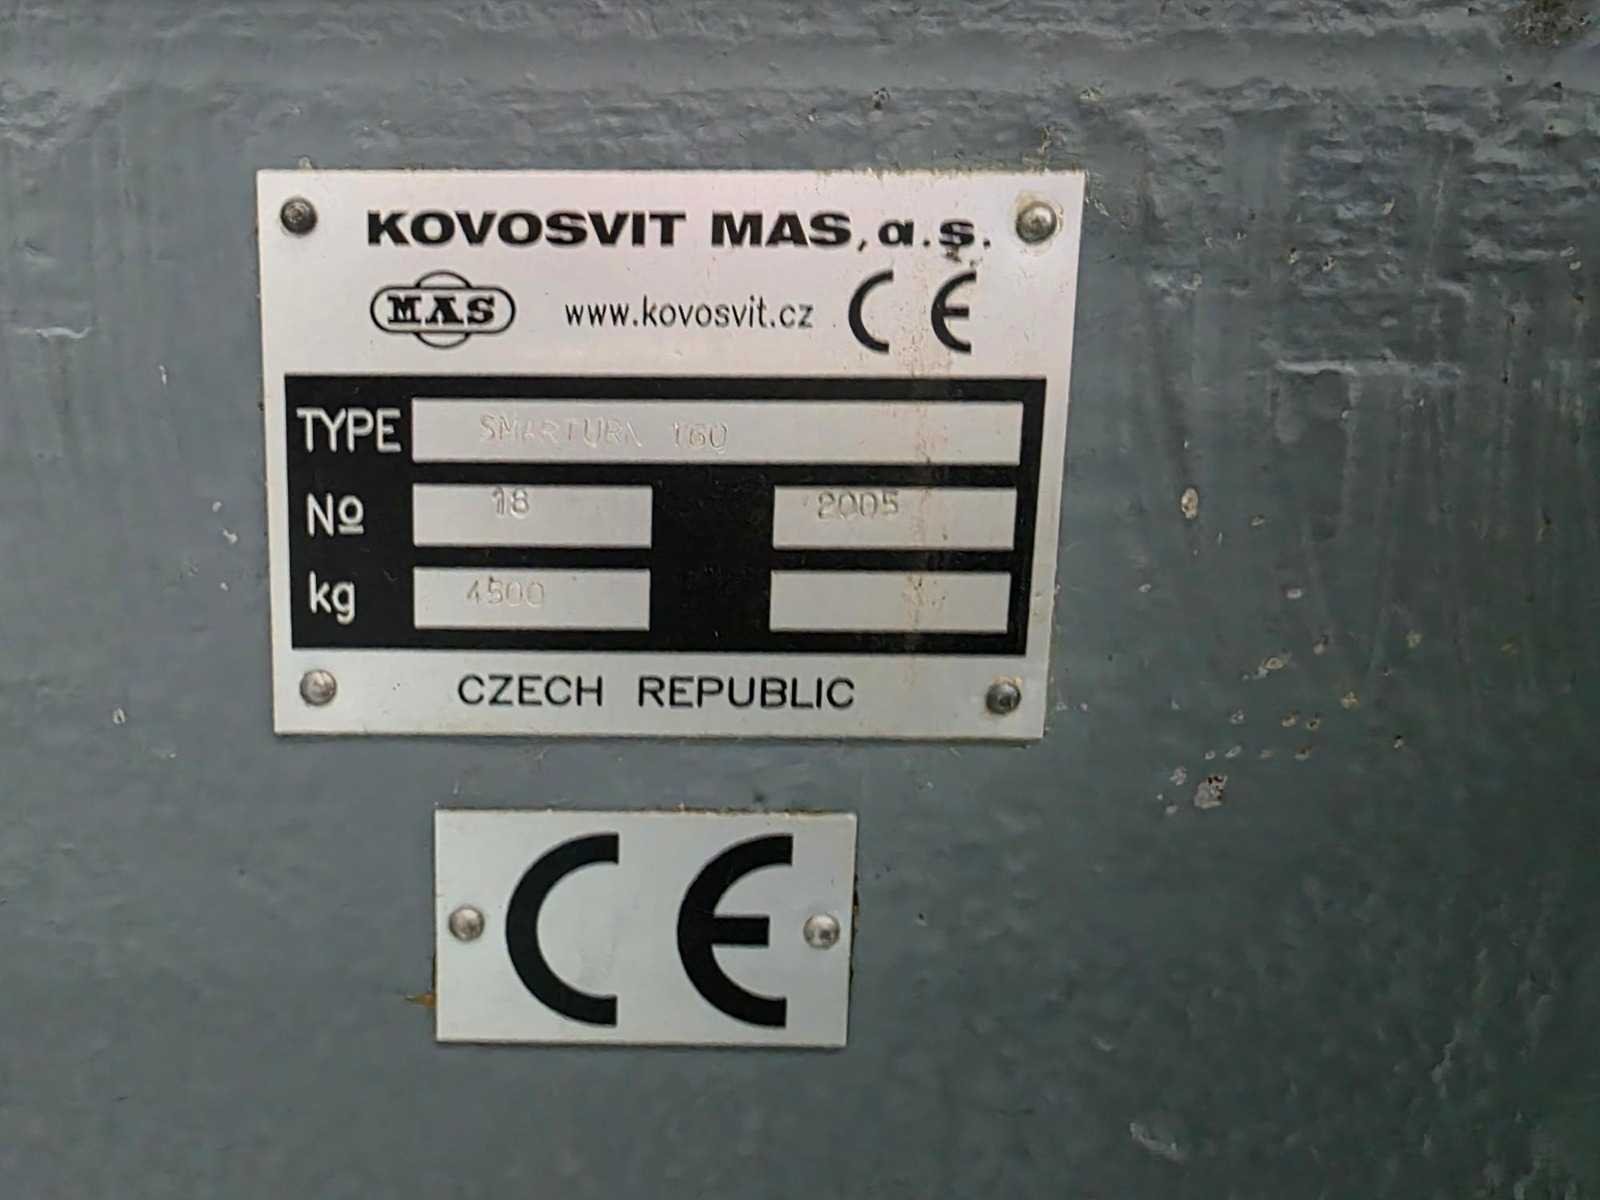 KOVOSVIT MAS, a.s.
MAS www.kovosvit.cz CE
TYPE SMARTURN 160
Nº 18 2005
kg 4500
CZECH REPUBLIC
CE